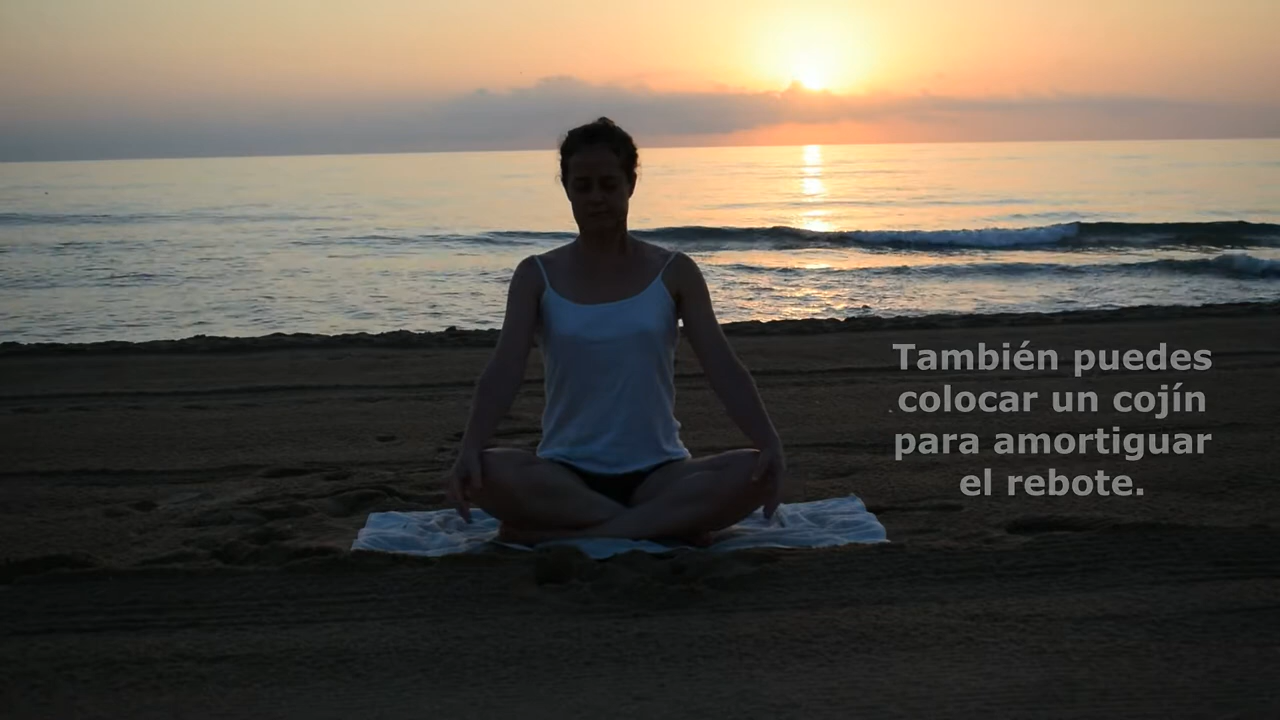 También puedes
colocar un cojín
para amortiguar
el rebote.